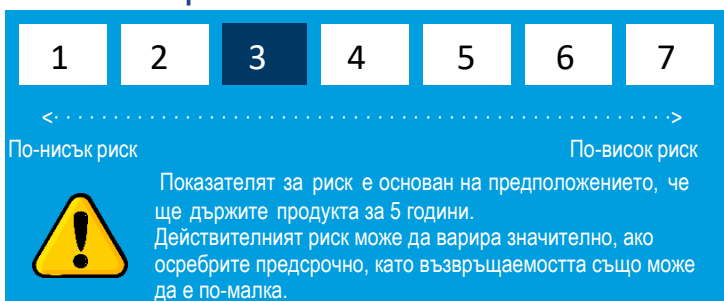 1 2 3 4 5 6 7
<·····················································>
По-нисък риск По-висок риск
Показателят за риск е основан на предположението, че
ще държите продукта за 5 години.
Действителният риск може да варира значително, ако
осребрите предсрочно, като възвръщаемостта също може
да е по-малка.